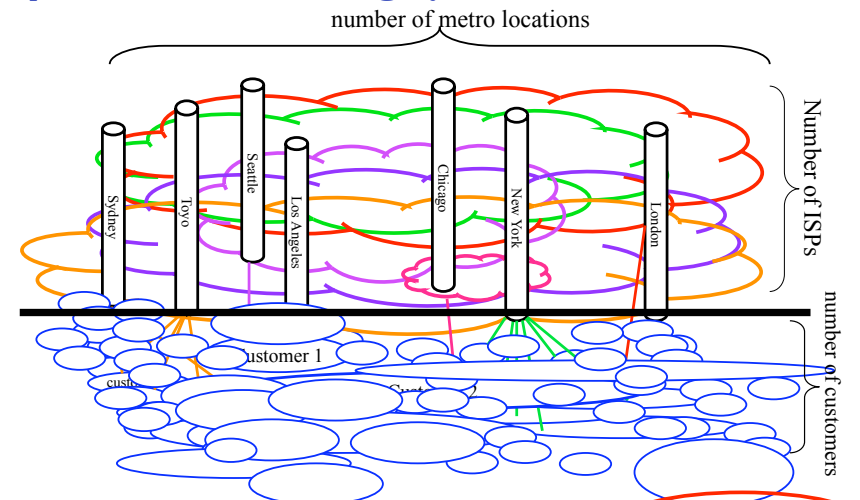 number of metro locations
Number of ISPs
Sydney
Toyo
Seattle
Los Angeles
Chicago
New York
London
number of customers
ustomer 1